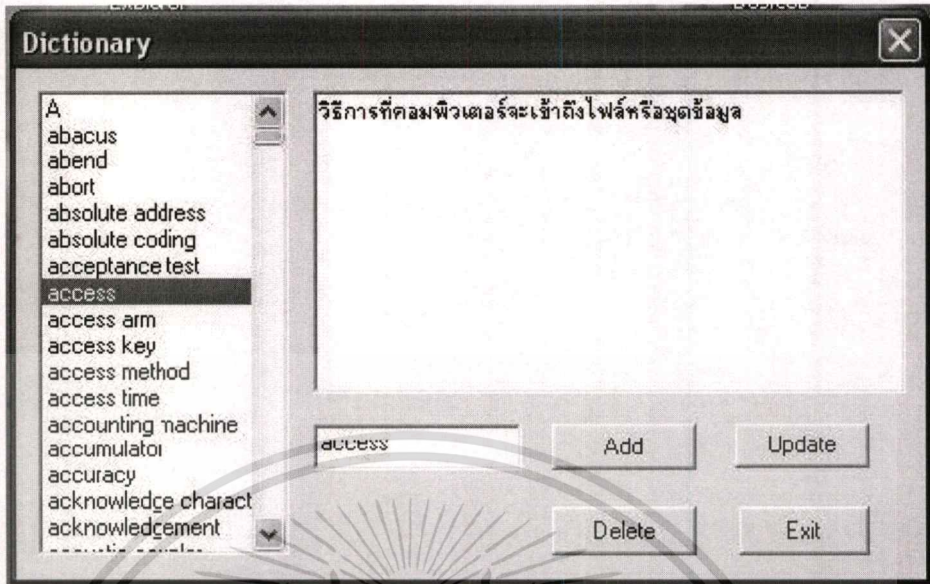 Dictionary
A
abacus
abend
abort
absolute address
absolute coding
acceptance test
access
access arm
access key
access method
access time
accounting machine
accumulator
accuracy
acknowledge charact
acknowledgement
วิธีการที่คอมพิวเตอร์จะเข้าถึงไฟล์หรือชุดข้อมูล
access
Add
Update
Delete
Exit